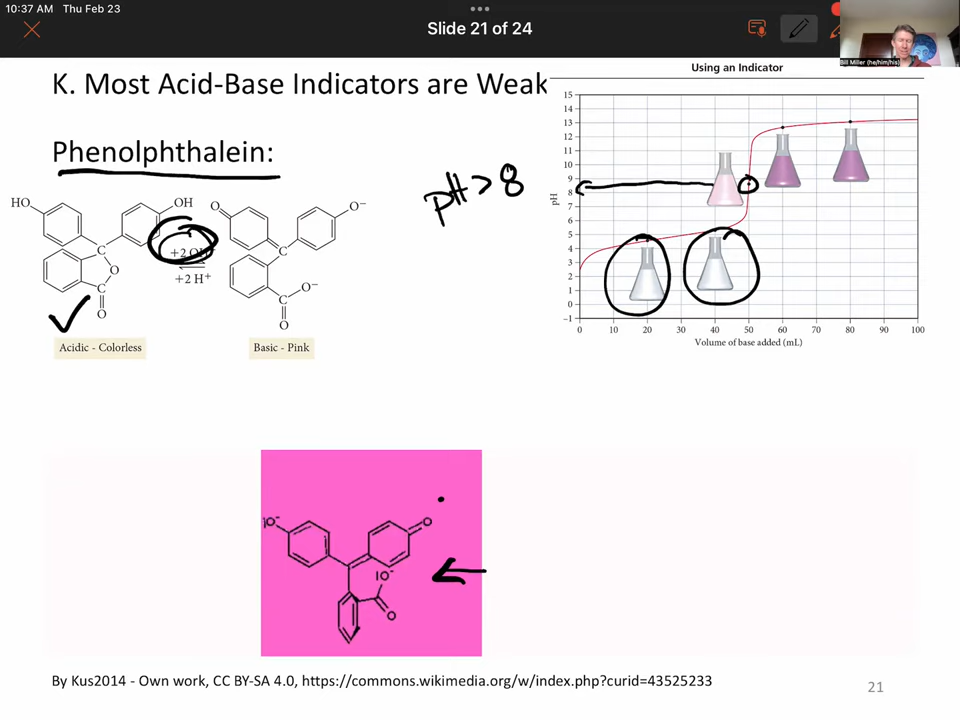 10:37 AM Thu Feb 23
Slide 21 of 24
Bill Miller (he/him/his)
K. Most Acid-Base Indicators are Weak
Phenolphthalein:
HO
OH
C
O
C
O
+2 OH⁻
+2 H⁺
O
O⁻
C
C
O⁻
O
Acidic - Colorless
Basic - Pink
pH > 8
Using an Indicator
pH
15
14
13
12
11
10
9
8
7
6
5
4
3
2
1
0
–1
0 10 20 30 40 50 60 70 80 90 100
Volume of base added (mL)
IO⁻
O
IO⁻
O
By Kus2014 - Own work, CC BY-SA 4.0, https://commons.wikimedia.org/w/index.php?curid=43525233
21